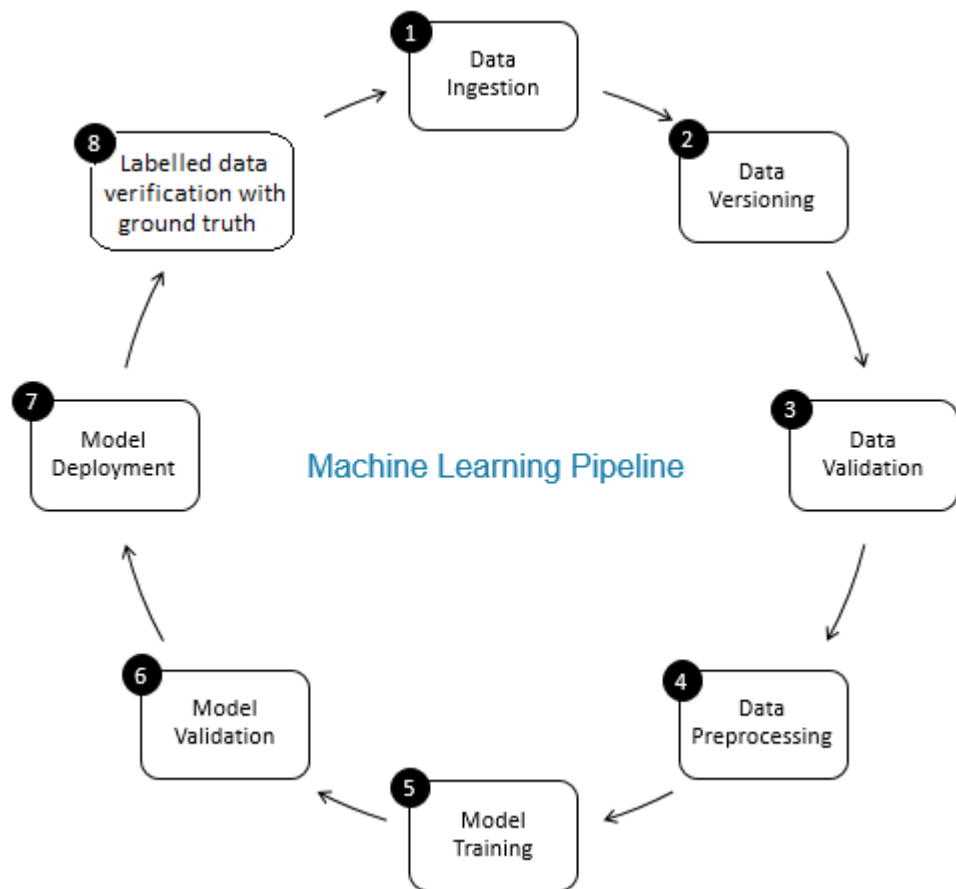 1
Data
Ingestion
2
Data
Versioning
3
Data
Validation
4
Data
Preprocessing
5
Model
Training
6
Model
Validation
7
Model
Deployment
8
Labelled data
verification with
ground truth
Machine Learning Pipeline